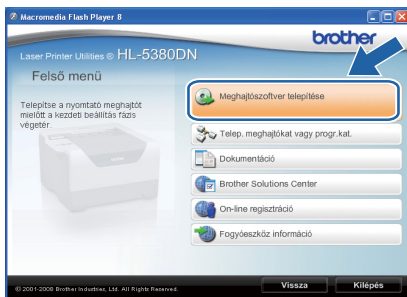 Macromedia Flash Player 8
brother
Laser Printer Utilities ® HL-5380DN
Felső menü
Telepítse a nyomtató meghajtót
mielőtt a kezdeti beállítás fázis
végetér.
Meghajtószoftver telepítése
Telep. meghajtókat vagy progr.kat.
Dokumentáció
Brother Solutions Center
On-line regisztráció
Fogyóeszköz információ
© 2001-2008 Brother Industries, Ltd. All Rights Reserved.
Vissza
Kilépés